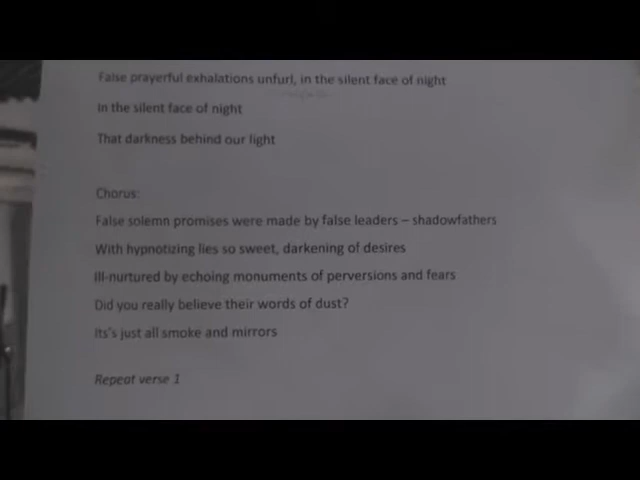 False prayerful exhalations unfurl, in the silent face of night
In the silent face of night
That darkness behind our light
Chorus:
False solemn promises were made by false leaders – shadowfathers
With hypnotizing lies so sweet, darkening of desires
Ill-nurtured by echoing monuments of perversions and fears
Did you really believe their words of dust?
Its's just all smoke and mirrors
Repeat verse 1